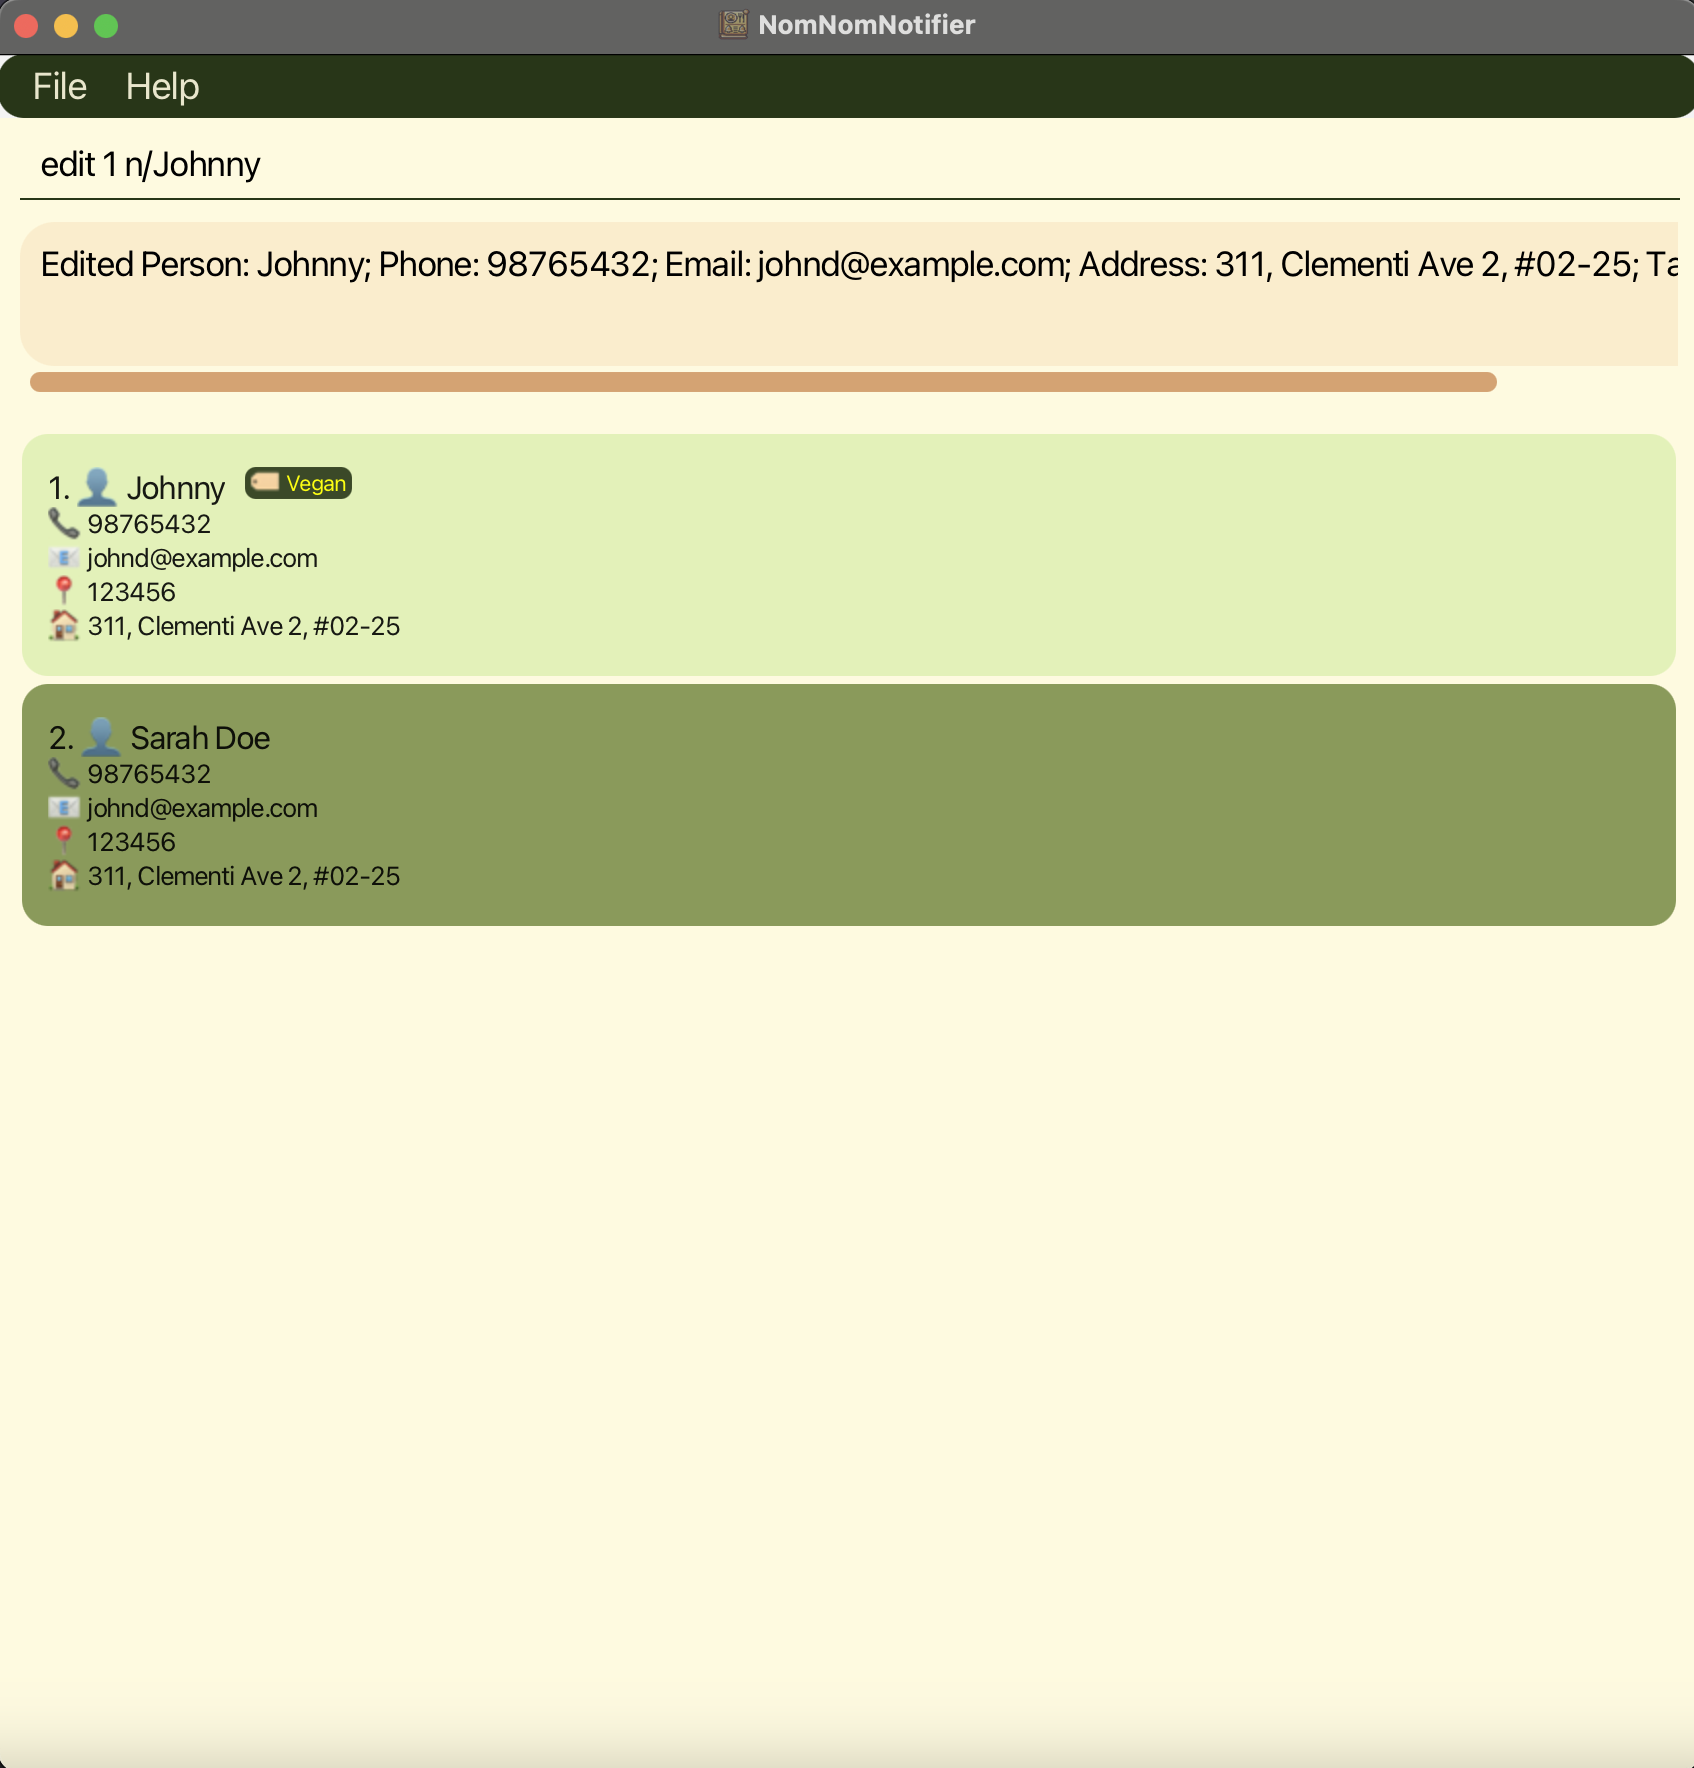 NomNomNotifier
File Help
edit 1 n/Johnny
Edited Person: Johnny; Phone: 98765432; Email: johnd@example.com; Address: 311, Clementi Ave 2, #02-25; Ta
1. Johnny Vegan
98765432
johnd@example.com
123456
311, Clementi Ave 2, #02-25
2. Sarah Doe
98765432
johnd@example.com
123456
311, Clementi Ave 2, #02-25